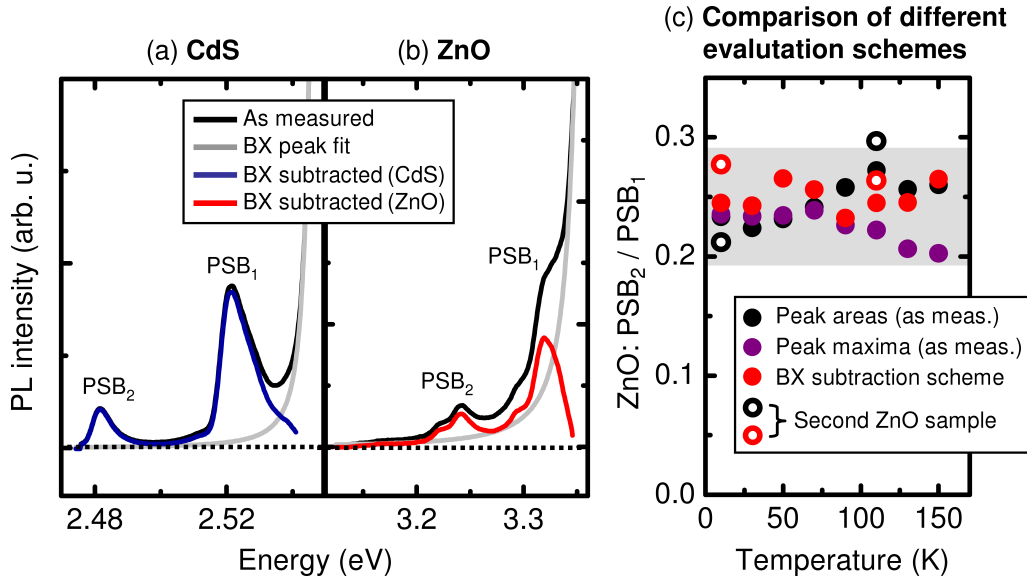 (a) CdS
(b) ZnO
(c) Comparison of different
evalutation schemes
As measured
BX peak fit
BX subtracted (CdS)
BX subtracted (ZnO)
PSB1
PSB2
PSB1
PSB2
PL intensity (arb. u.)
2.48
2.52
3.2
3.3
Energy (eV)
ZnO: PSB2 / PSB1
0.3
0.2
0.1
0.0
Peak areas (as meas.)
Peak maxima (as meas.)
BX subtraction scheme
} Second ZnO sample
0
50
100
150
Temperature (K)